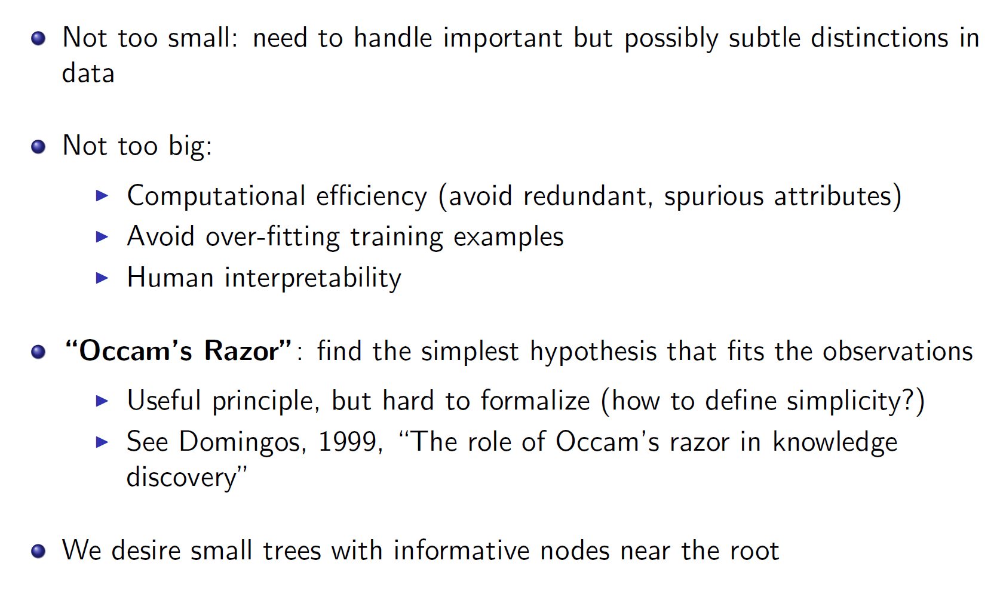 Not too small: need to handle important but possibly subtle distinctions in
data
Not too big:
Computational efficiency (avoid redundant, spurious attributes)
Avoid over-fitting training examples
Human interpretability
“Occam’s Razor”: find the simplest hypothesis that fits the observations
Useful principle, but hard to formalize (how to define simplicity?)
See Domingos, 1999, “The role of Occam’s razor in knowledge
discovery”
We desire small trees with informative nodes near the root